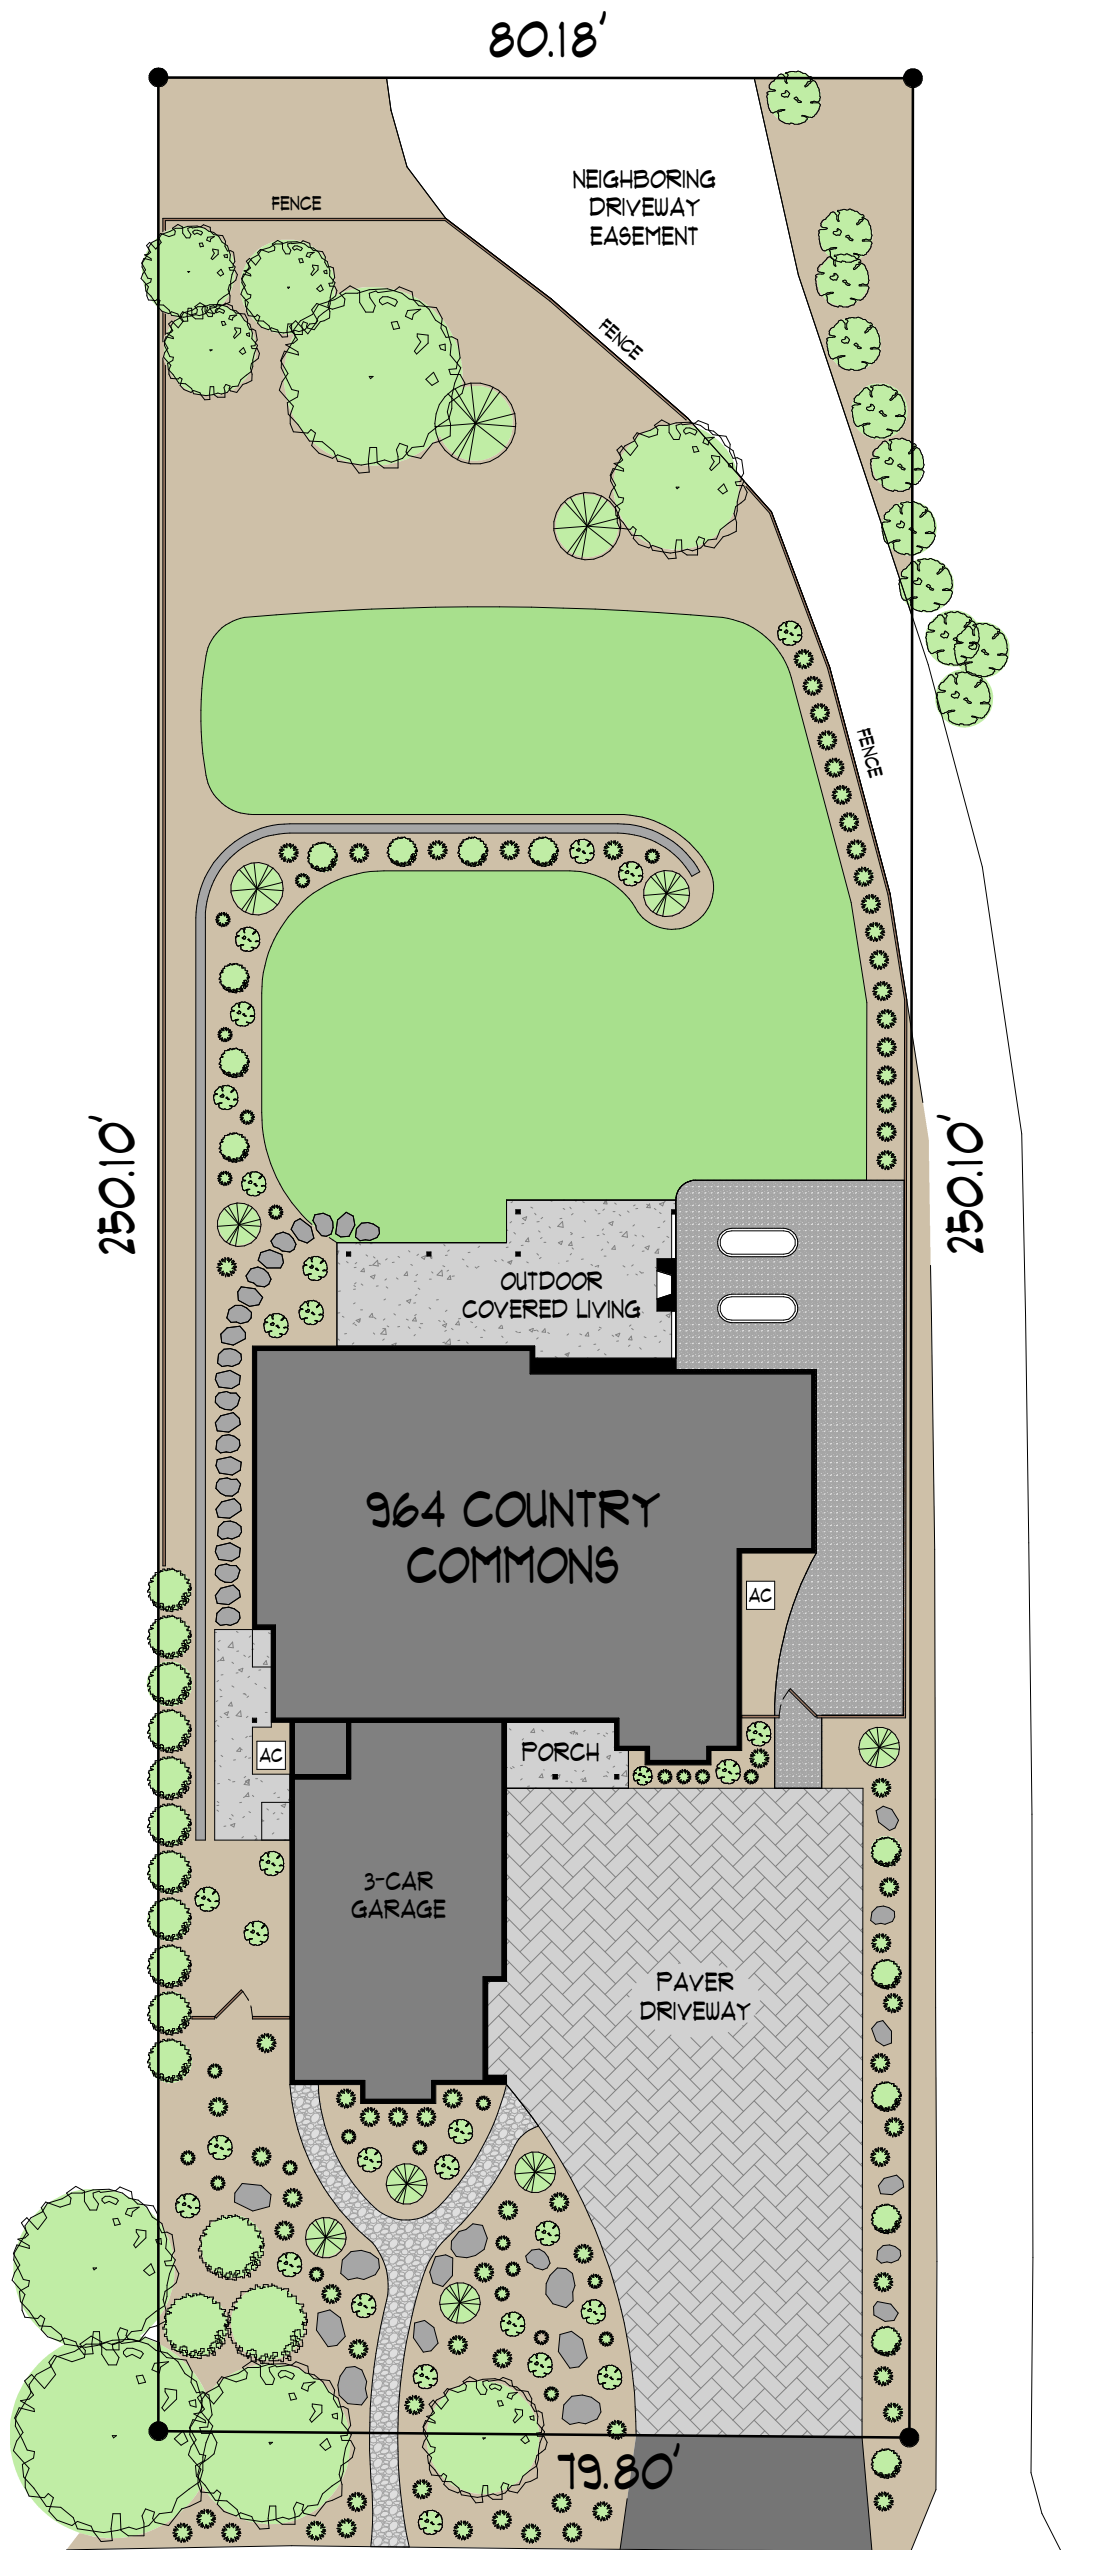 80.18'
NEIGHBORING
DRIVEWAY
EASEMENT
FENCE
FENCE
FENCE
250.10'
250.10'
OUTDOOR
COVERED LIVING
964 COUNTRY
COMMONS
AC
AC
PORCH
3-CAR
GARAGE
PAVER
DRIVEWAY
79.80'